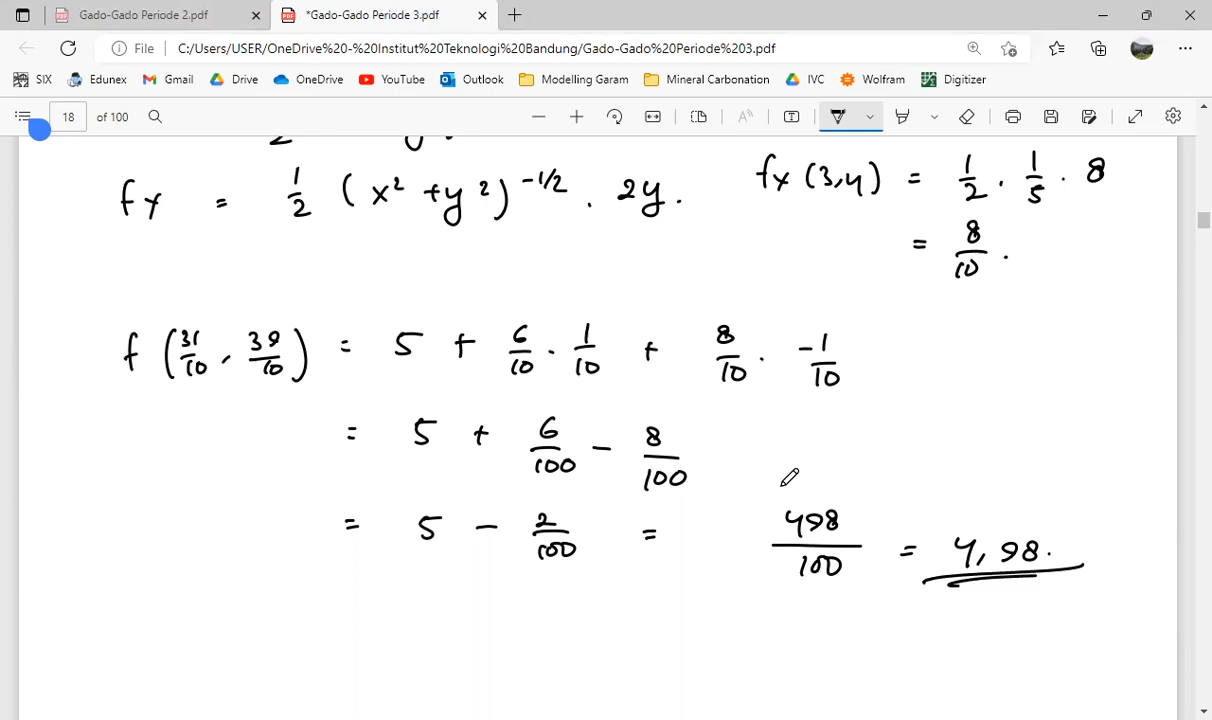 Gado-Gado Periode 2.pdf
*Gado-Gado Periode 3.pdf
File C:/Users/USER/OneDrive%20-%20Institut%20Teknologi%20Bandung/Gado-Gado%20Periode%203.pdf
SIX Edunex Gmail Drive OneDrive YouTube Outlook Modelling Garam Mineral Carbonation IVC Wolfram Digitizer
18 of 100
fy = 1/2 (x² + y²)^-1/2 . 2y.
fx (3,4) = 1/2 . 1/5 . 8
= 8/10 .
f (31/10, 39/10) = 5 + 6/10 . 1/10 + 8/10 . -1/10
= 5 + 6/100 - 8/100
= 5 - 2/100 = 498/100 = 4,98.